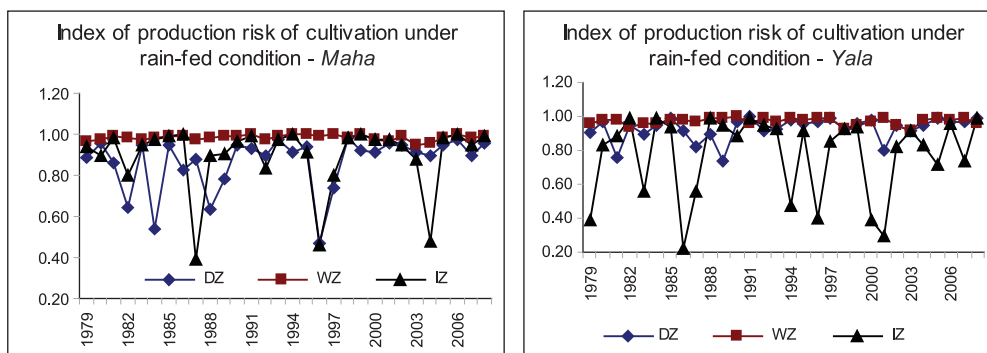 Index of production risk of cultivation under
rain-fed condition - Maha
1.20
1.00
0.80
0.60
0.40
0.20
DZ WZ IZ
1979 1982 1985 1988 1991 1994 1997 2000 2003 2006
Index of production risk of cultivation under
rain-fed condition - Yala
1.20
1.00
0.80
0.60
0.40
0.20
1979 1982 1985 1988 1991 1994 1997 2000 2003 2006
DZ WZ IZ